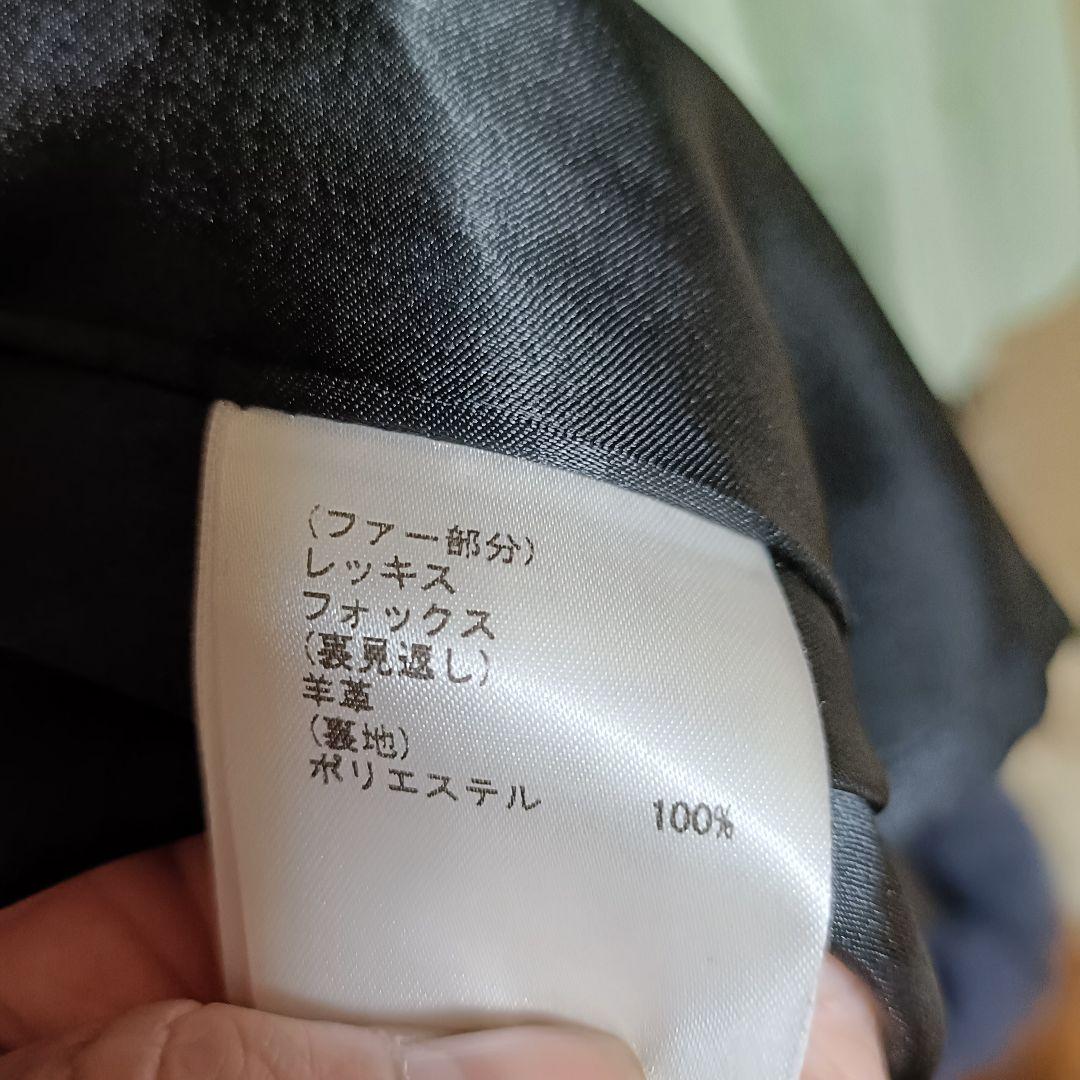 (ファー部分)
レッキス
フォックス
(裏見返し)
羊革
(裏地)
ポリエステル 100%